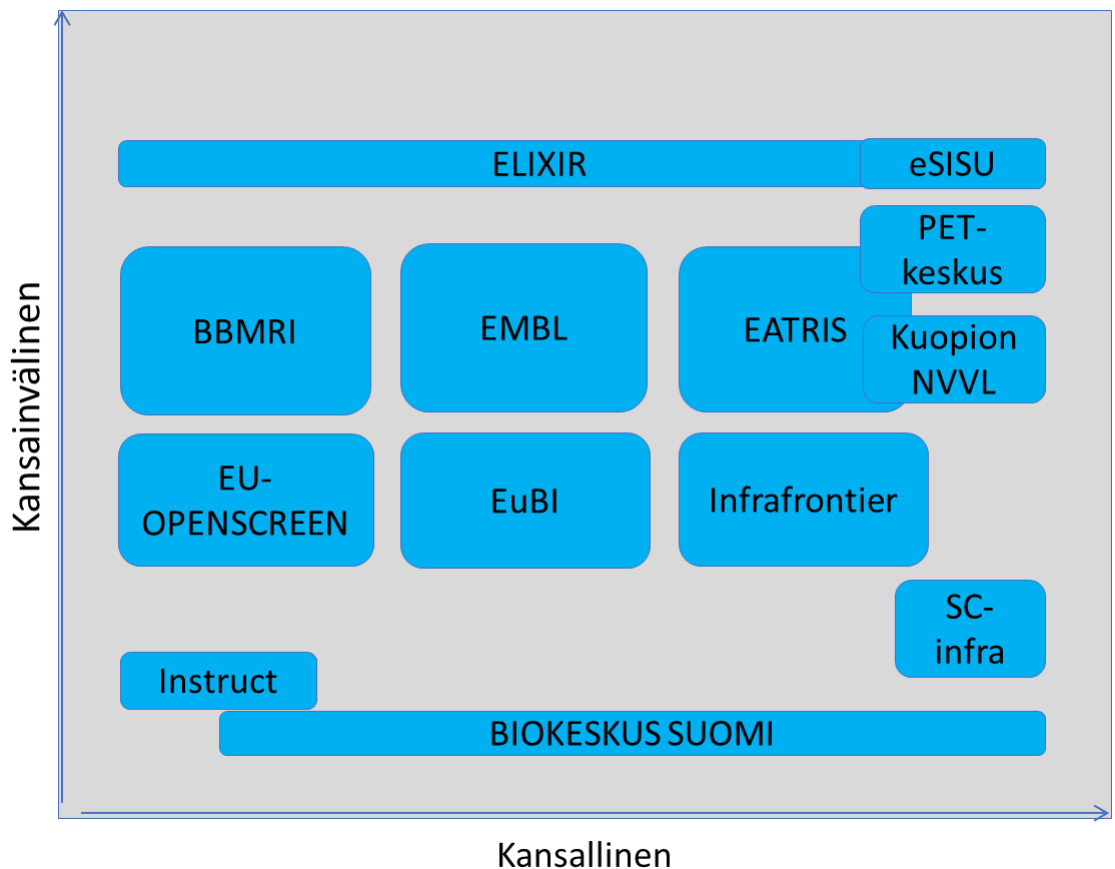 ELIXIR
eSISU
PET-
keskus
BBMRI
EMBL
EATRIS
Kuopion
NVVL
EU-
OPENSCREEN
EuBI
Infrafrontier
SC-
infra
Instruct
BIOKESKUS SUOMI
Kansainvälinen
Kansallinen